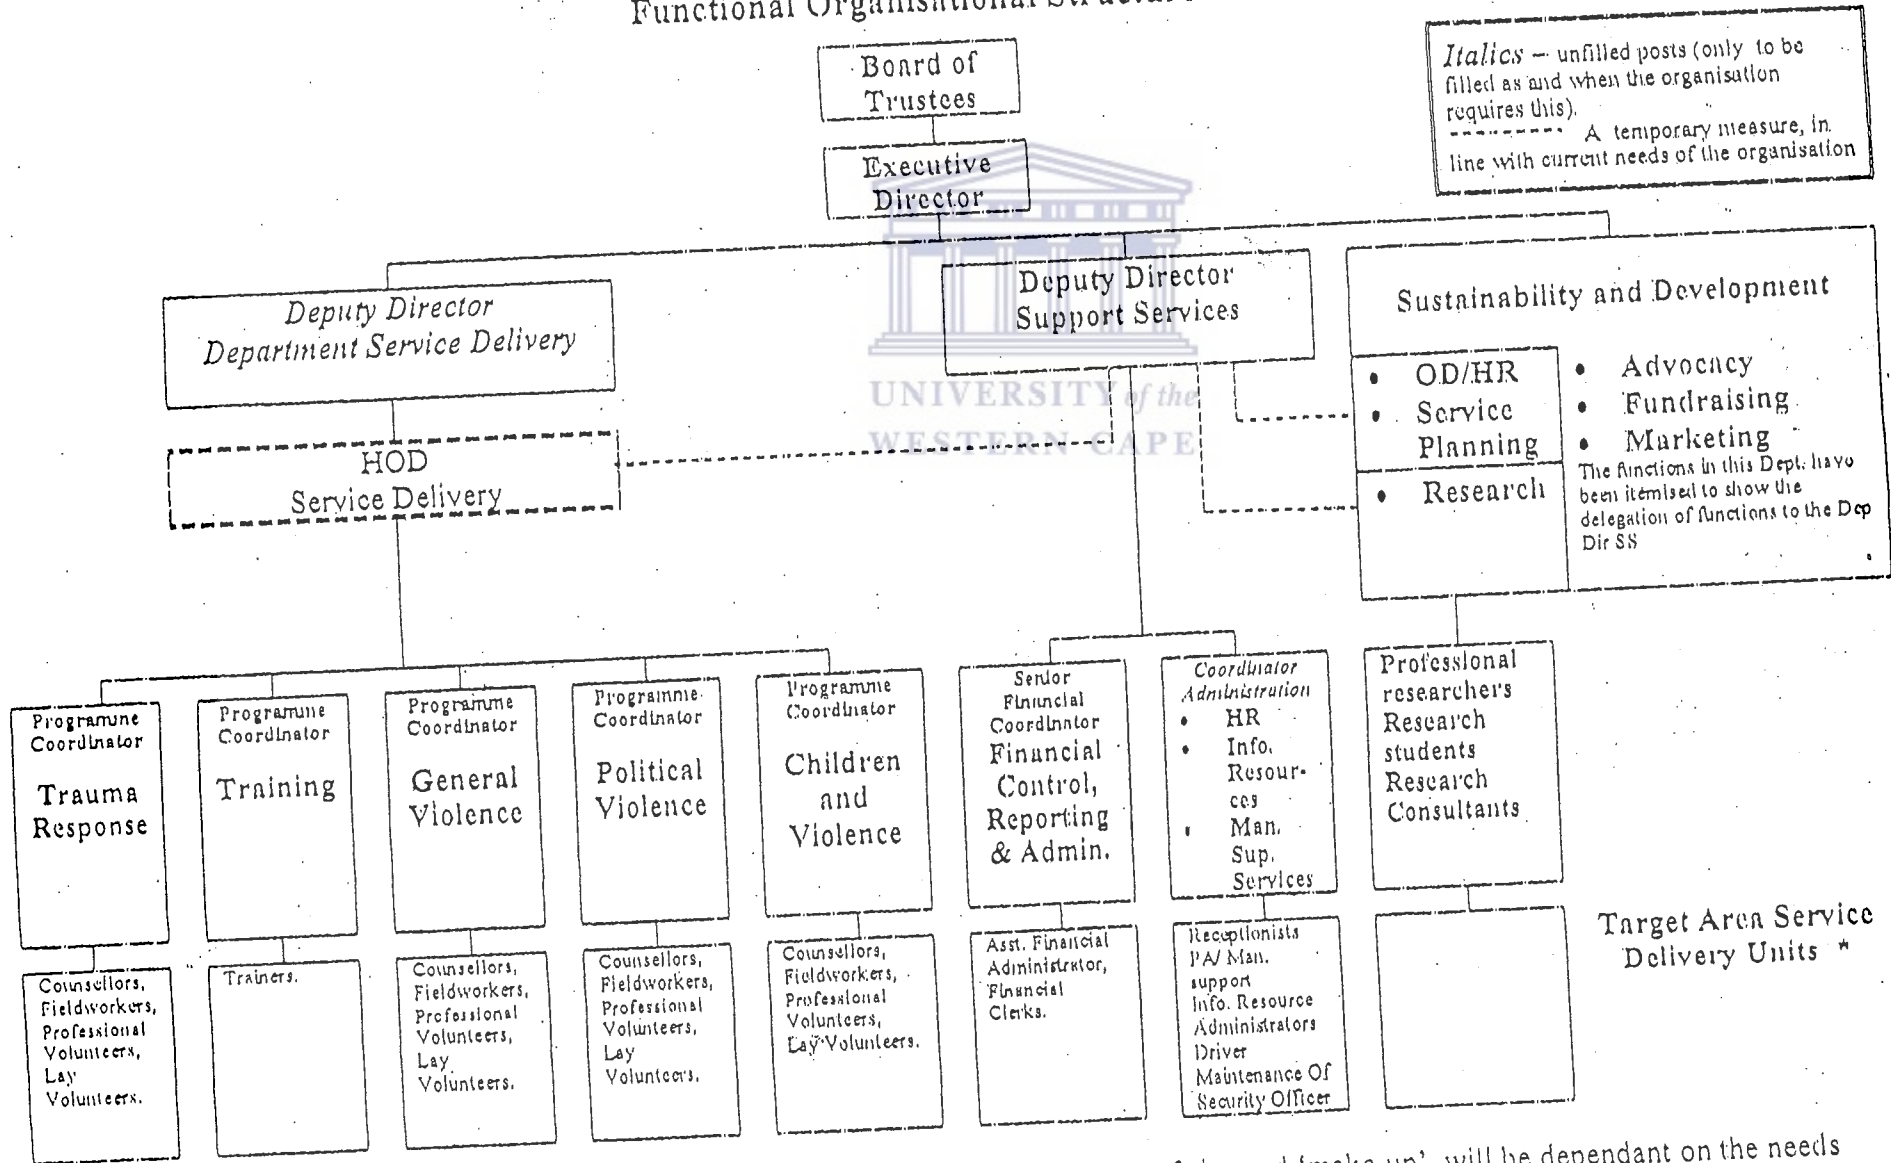 Functional Organisational
Board of
Trustees
Italics – unfilled posts (only to be
filled as and when the organisation
requires this).
A temporary measure, in
line with current needs of the organisation
Executive
Director
Deputy Director
Department Service Delivery
Deputy Director
Support Services
Sustainability and Development
• OD/HR
• Service
Planning
• Research
• Advocacy
• Fundraising
• Marketing
The functions in this Dept. have
been itemised to show the
delegation of functions to the Dep
Dir SS
UNIVERSITY of the
WESTERN CAPE
HOD
Service Delivery
Programme
Coordinator
Trauma
Response
Programme
Coordinator
Training
Programme
Coordinator
General
Violence
Programme
Coordinator
Political
Violence
Programme
Coordinator
Children
and
Violence
Senior
Financial
Coordinator
Financial
Control,
Reporting
& Admin.
Coordinator
Administration
• HR
• Info.
Resour-
ces
• Man.
Sup.
Services
Professional
researchers
Research
students
Research
Consultants
Counsellors,
Fieldworkers,
Professional
Volunteers,
Lay
Volunteers.
Trainers.
Counsellors,
Fieldworkers,
Professional
Volunteers,
Lay
Volunteers.
Counsellors,
Fieldworkers,
Professional
Volunteers,
Lay
Volunteers.
Counsellors,
Fieldworkers,
Professional
Volunteers,
Lay Volunteers.
Asst. Financial
Administrator,
Financial
Clerks.
Receptionists
PA/ Man.
support
Info. Resource
Administrators
Driver
Maintenance Of
Security Officer
Target Area Service
Delivery Units *
will be dependant on the needs